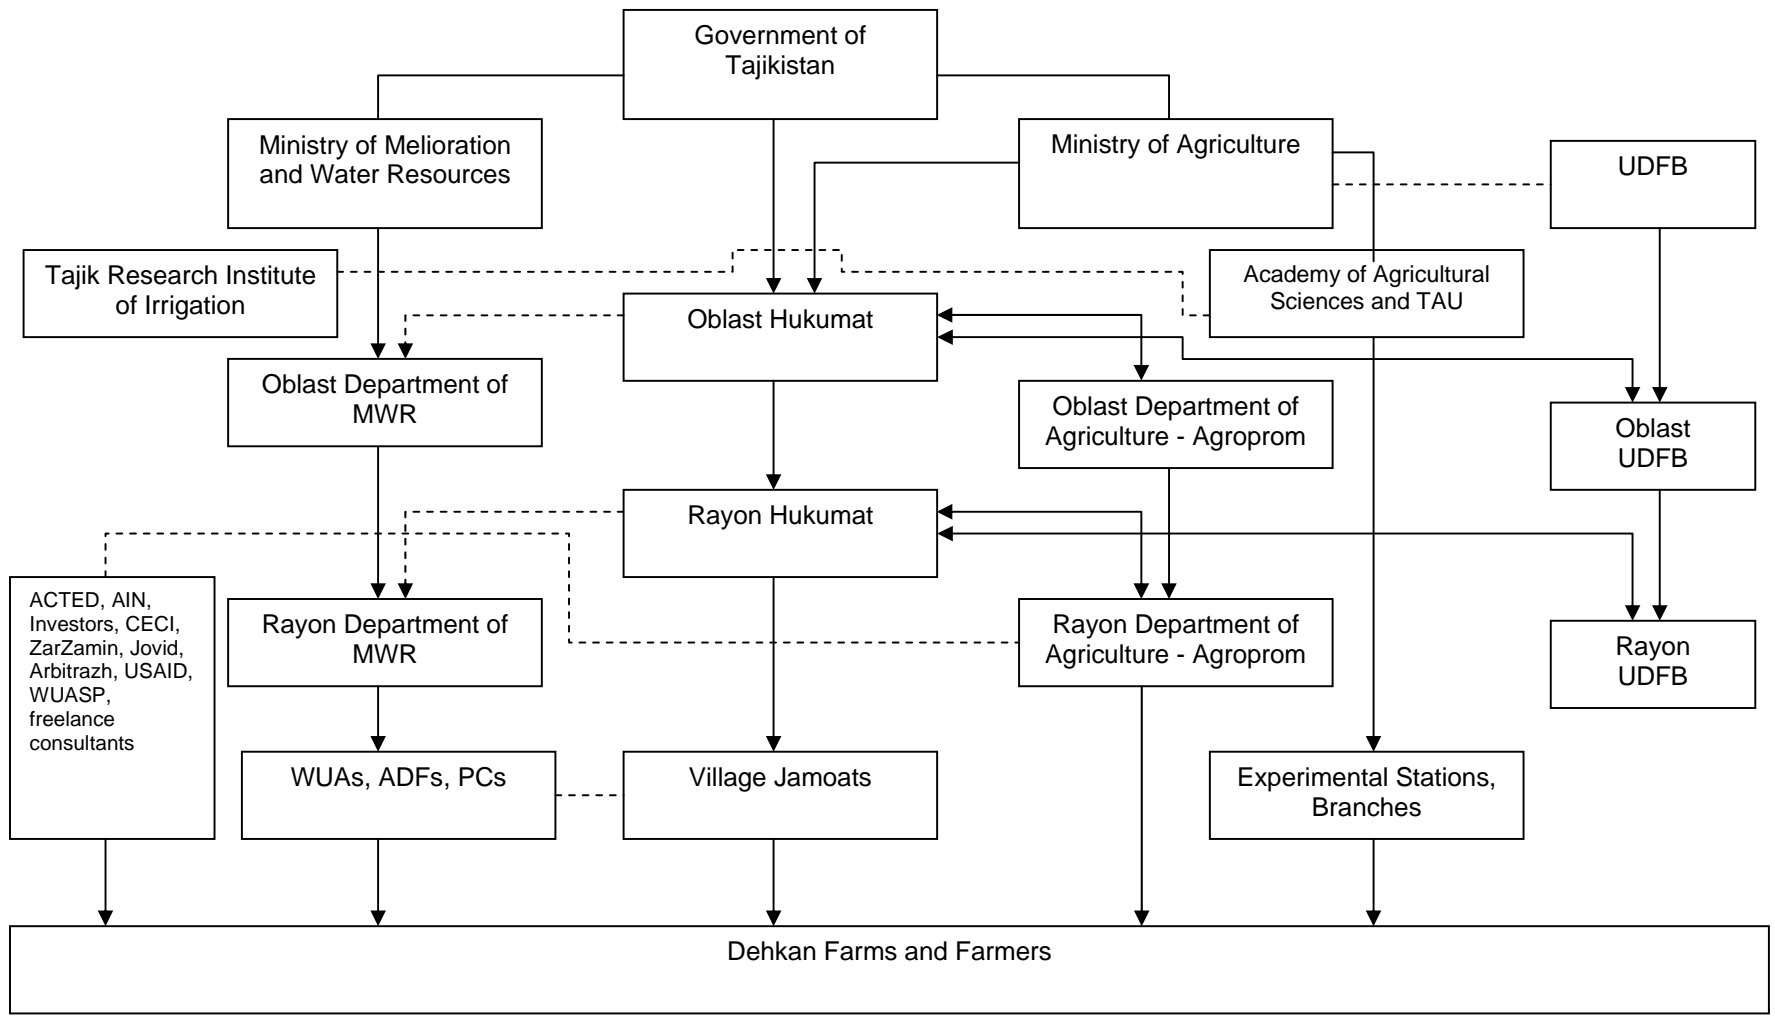 Government of
Tajikistan
Ministry of Melioration
and Water Resources
Ministry of Agriculture
UDFB
Tajik Research Institute
of Irrigation
Academy of Agricultural
Sciences and TAU
Oblast Hukumat
Oblast Department of
MWR
Oblast Department of
Agriculture - Agroprom
Oblast
UDFB
Rayon Hukumat
ACTED, AIN,
Investors, CECI,
ZarZamin, Jovid,
Arbitrazh, USAID,
WUASP,
freelance
consultants
Rayon Department of
MWR
Rayon Department of
Agriculture - Agroprom
Rayon
UDFB
WUAs, ADFs, PCs
Village Jamoats
Experimental Stations,
Branches
Dehkan Farms and Farmers